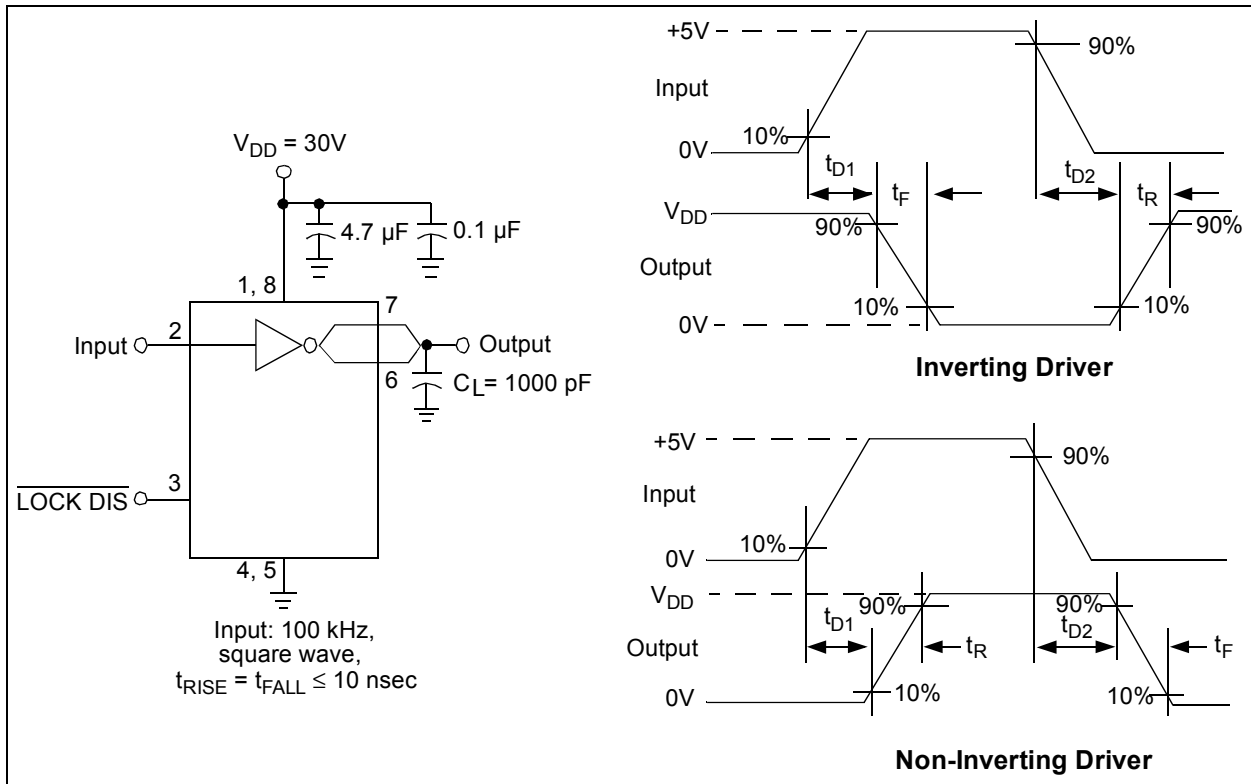 V_DD = 30V
4.7 µF
0.1 µF
1, 8
Input
2
7
6
Output
C_L= 1000 pF
LOCK DIS
3
4, 5
Input: 100 kHz,
square wave,
t_RISE = t_FALL ≤ 10 nsec
+5V
Input
0V
10%
90%
t_D1
t_F
t_D2
t_R
V_DD
90%
90%
Output
10%
10%
0V
Inverting Driver
+5V
90%
Input
10%
0V
V_DD
90%
90%
t_D1
t_R
t_D2
t_F
Output
10%
10%
0V
Non-Inverting Driver